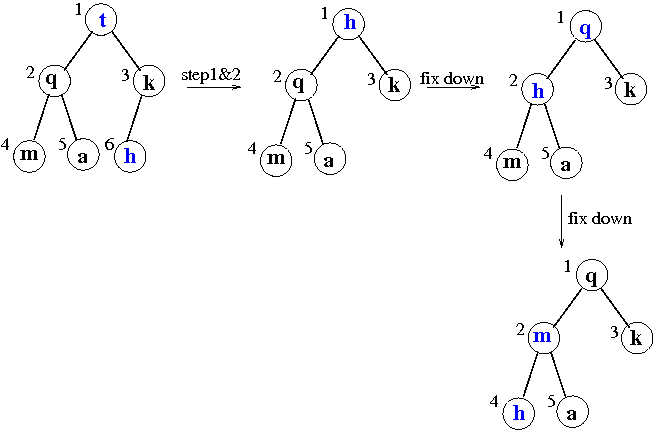 1 t
2 q 3 k
4 m 5 a 6 h
step1&2
1 h
2 q 3 k
4 m 5 a
fix down
1 q
2 h 3 k
4 m 5 a
fix down
1 q
2 m 3 k
4 h 5 a